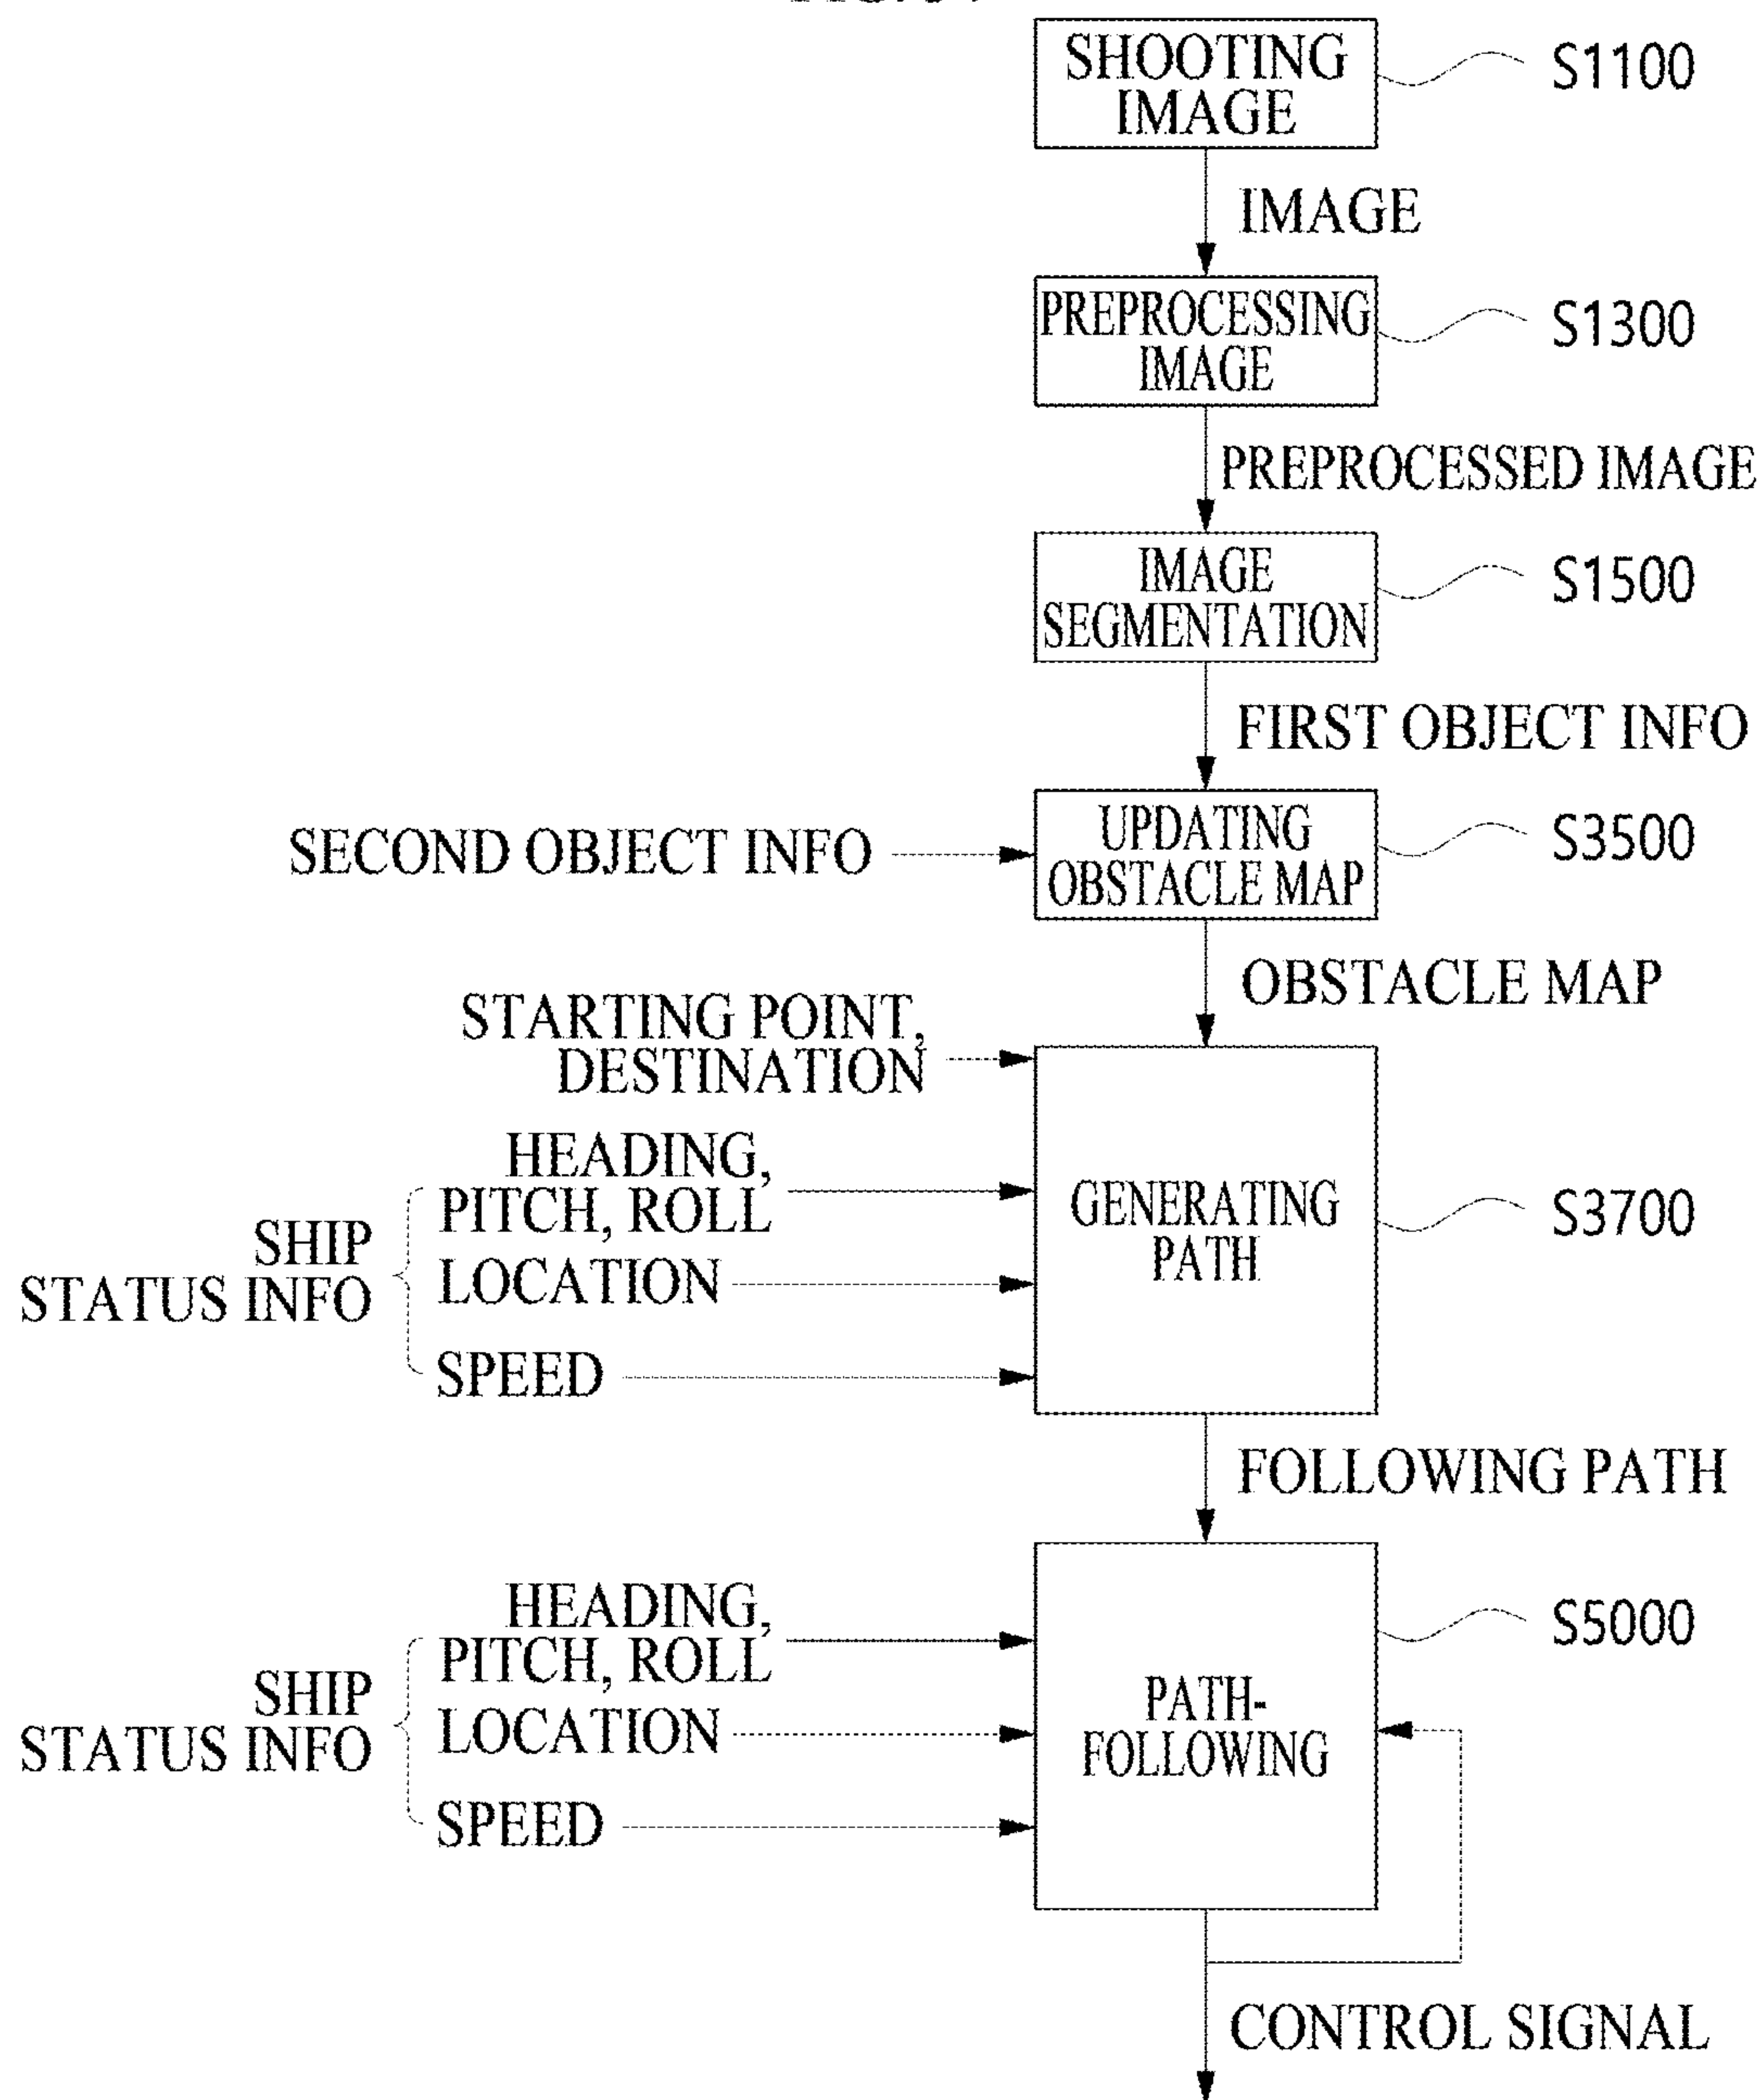 SHOOTING
IMAGE
S1100
IMAGE
PREPROCESSING
IMAGE
S1300
PREPROCESSED IMAGE
IMAGE
SEGMENTATION
S1500
FIRST OBJECT INFO
SECOND OBJECT INFO
UPDATING
OBSTACLE MAP
S3500
OBSTACLE MAP
STARTING POINT,
DESTINATION
HEADING,
PITCH, ROLL
LOCATION
SPEED
SHIP
STATUS INFO
GENERATING
PATH
S3700
FOLLOWING PATH
HEADING,
PITCH, ROLL
LOCATION
SPEED
SHIP
STATUS INFO
PATH-
FOLLOWING
S5000
CONTROL SIGNAL